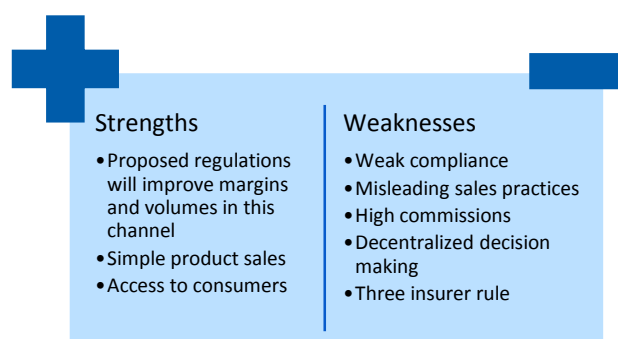 Strengths
•Proposed regulations
will improve margins
and volumes in this
channel
•Simple product sales
•Access to consumers
Weaknesses
•Weak compliance
•Misleading sales practices
•High commissions
•Decentralized decision
making
•Three insurer rule